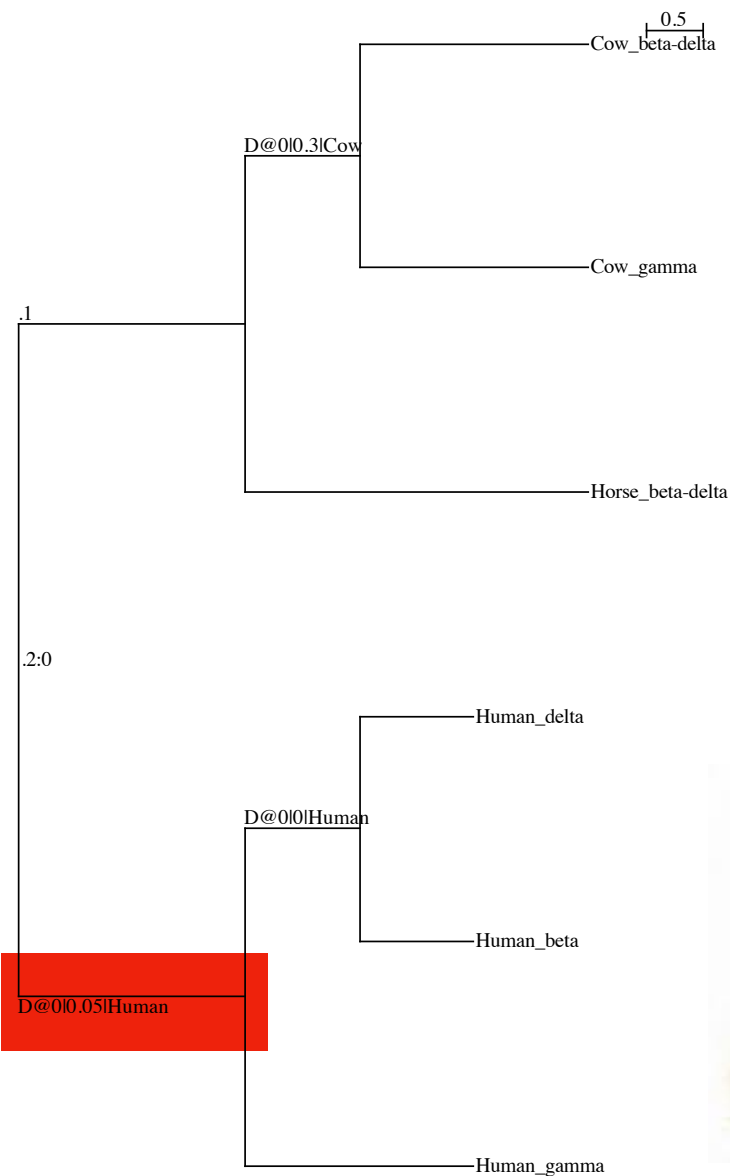 0.5
Cow_beta-delta
D@0|0.3|Cow
Cow_gamma
.1
Horse_beta-delta
.2:0
Human_delta
D@0|0|Human
Human_beta
D@0|0.05|Human
Human_gamma